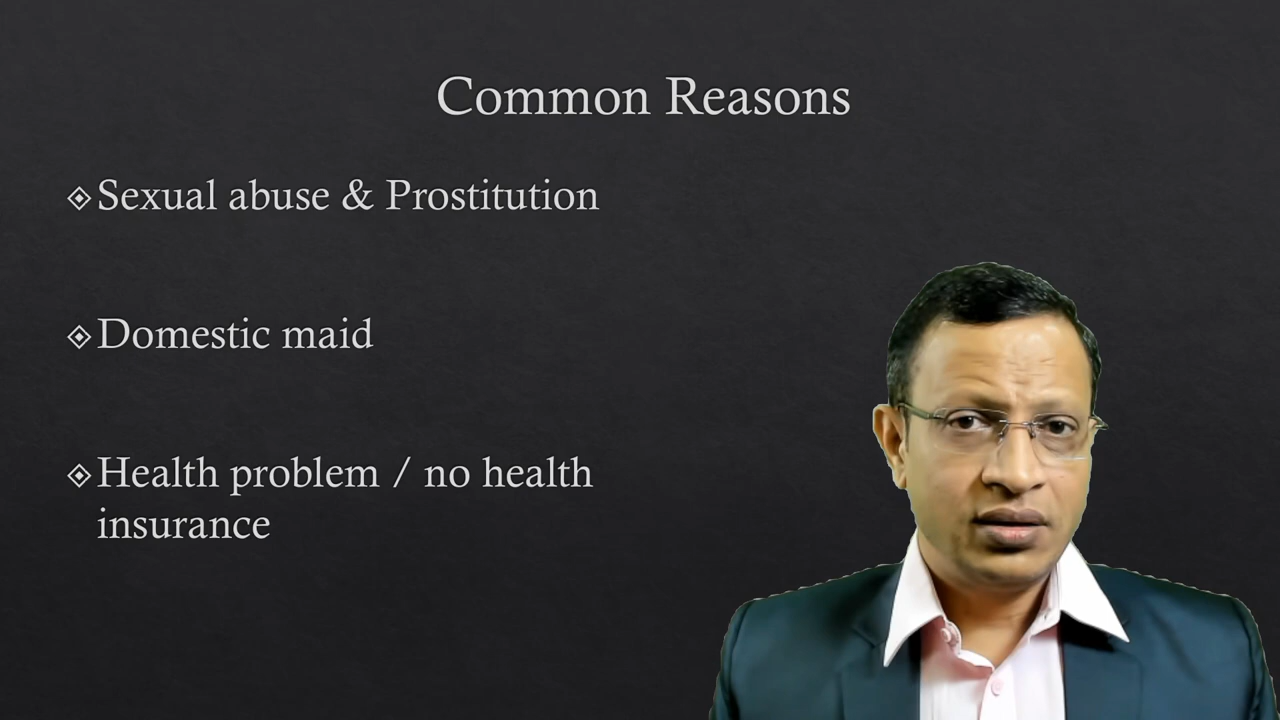 Common Reasons
Sexual abuse & Prostitution
Domestic maid
Health problem / no health
insurance